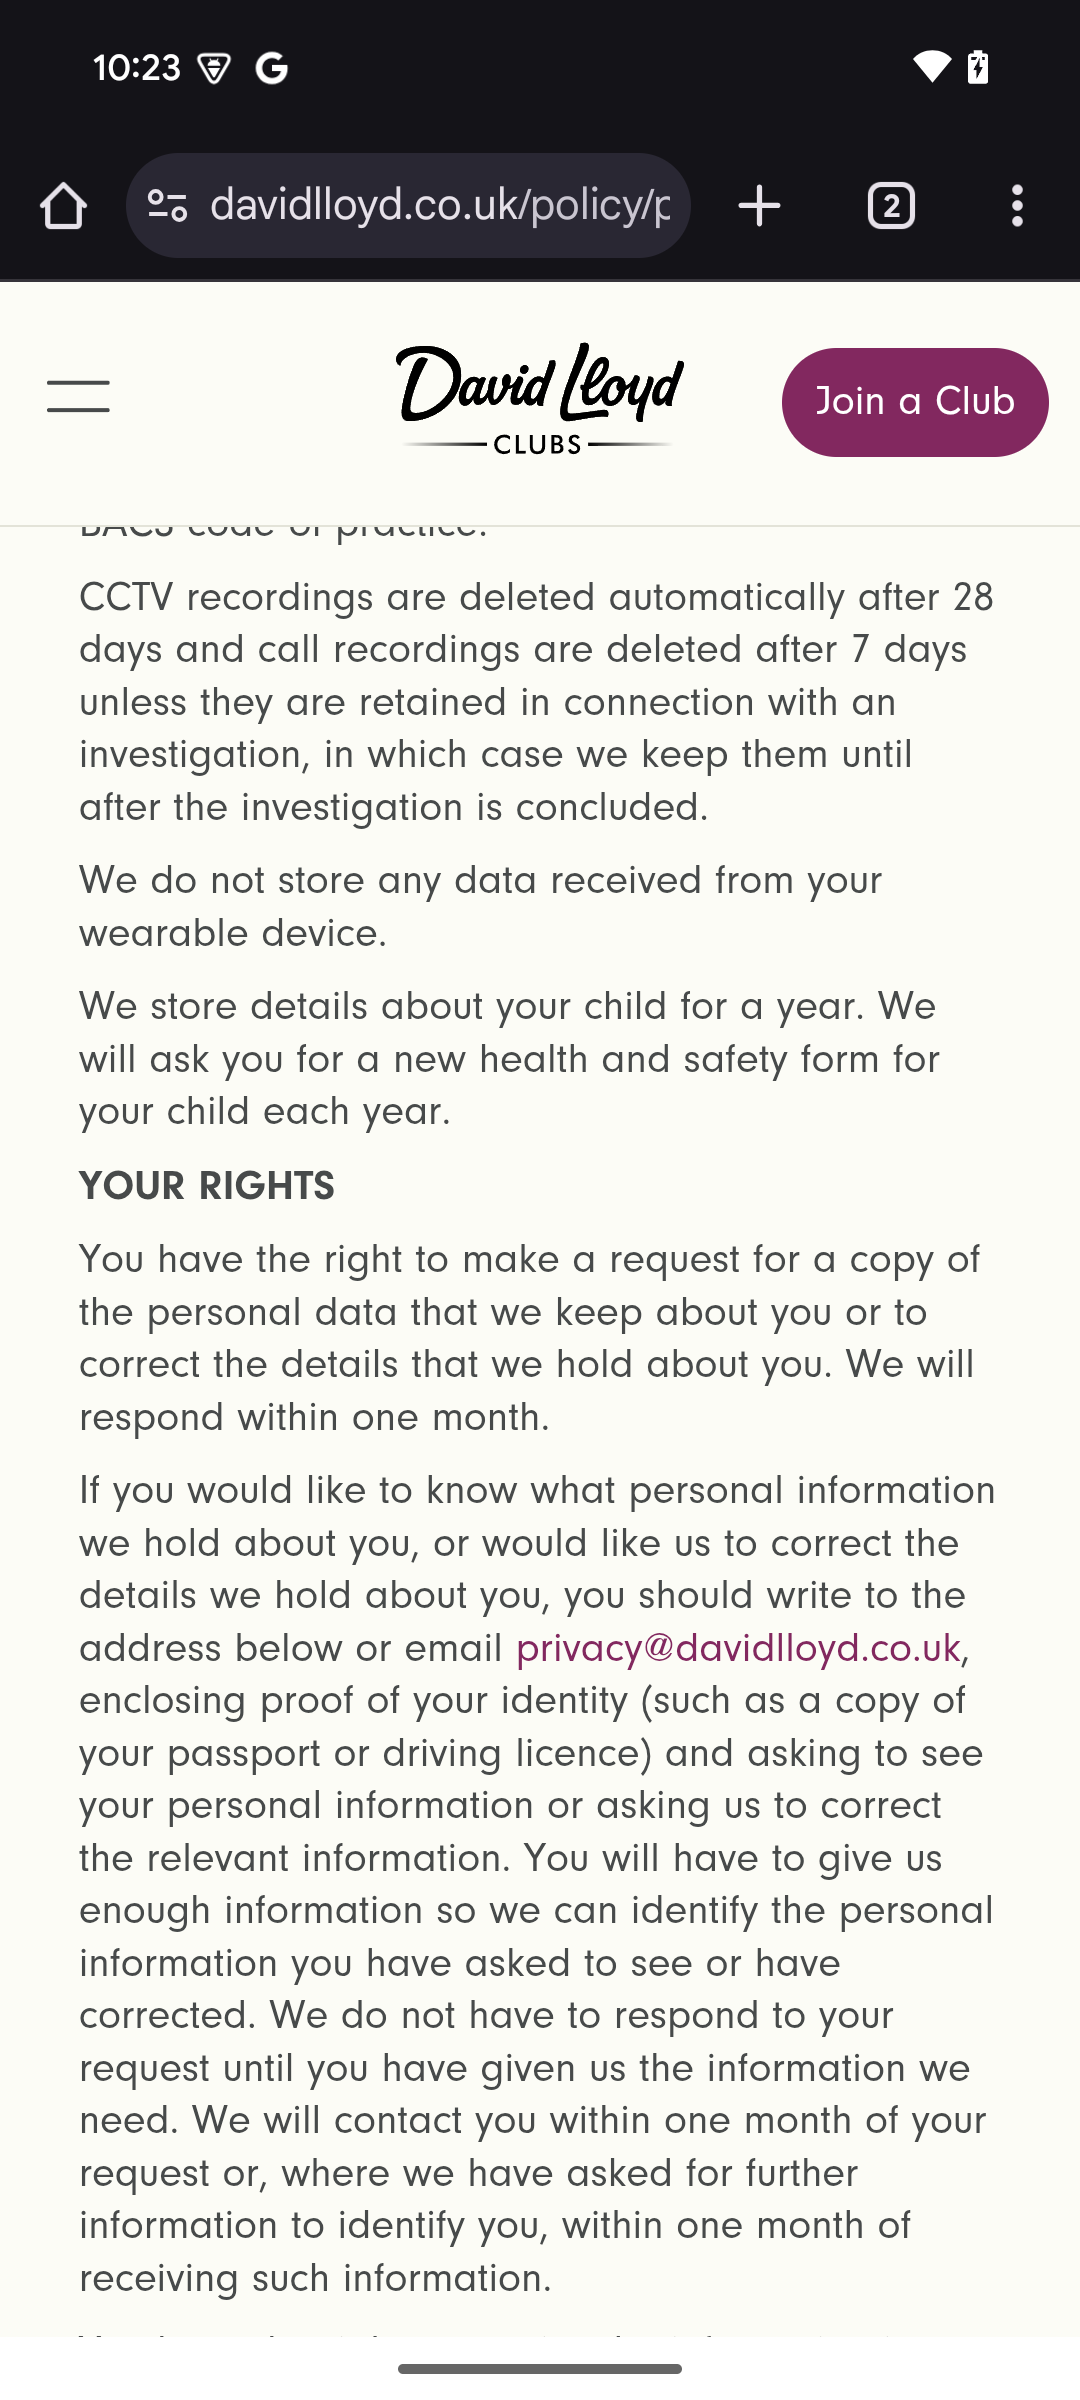 10:23
davidlloyd.co.uk/policy/p
2
David Lloyd
CLUBS
Join a Club
BACS code of practice.
CCTV recordings are deleted automatically after 28
days and call recordings are deleted after 7 days
unless they are retained in connection with an
investigation, in which case we keep them until
after the investigation is concluded.
We do not store any data received from your
wearable device.
We store details about your child for a year. We
will ask you for a new health and safety form for
your child each year.
YOUR RIGHTS
You have the right to make a request for a copy of
the personal data that we keep about you or to
correct the details that we hold about you. We will
respond within one month.
If you would like to know what personal information
we hold about you, or would like us to correct the
details we hold about you, you should write to the
address below or email privacy@davidlloyd.co.uk,
enclosing proof of your identity (such as a copy of
your passport or driving licence) and asking to see
your personal information or asking us to correct
the relevant information. You will have to give us
enough information so we can identify the personal
information you have asked to see or have
corrected. We do not have to respond to your
request until you have given us the information we
need. We will contact you within one month of your
request or, where we have asked for further
information to identify you, within one month of
receiving such information.